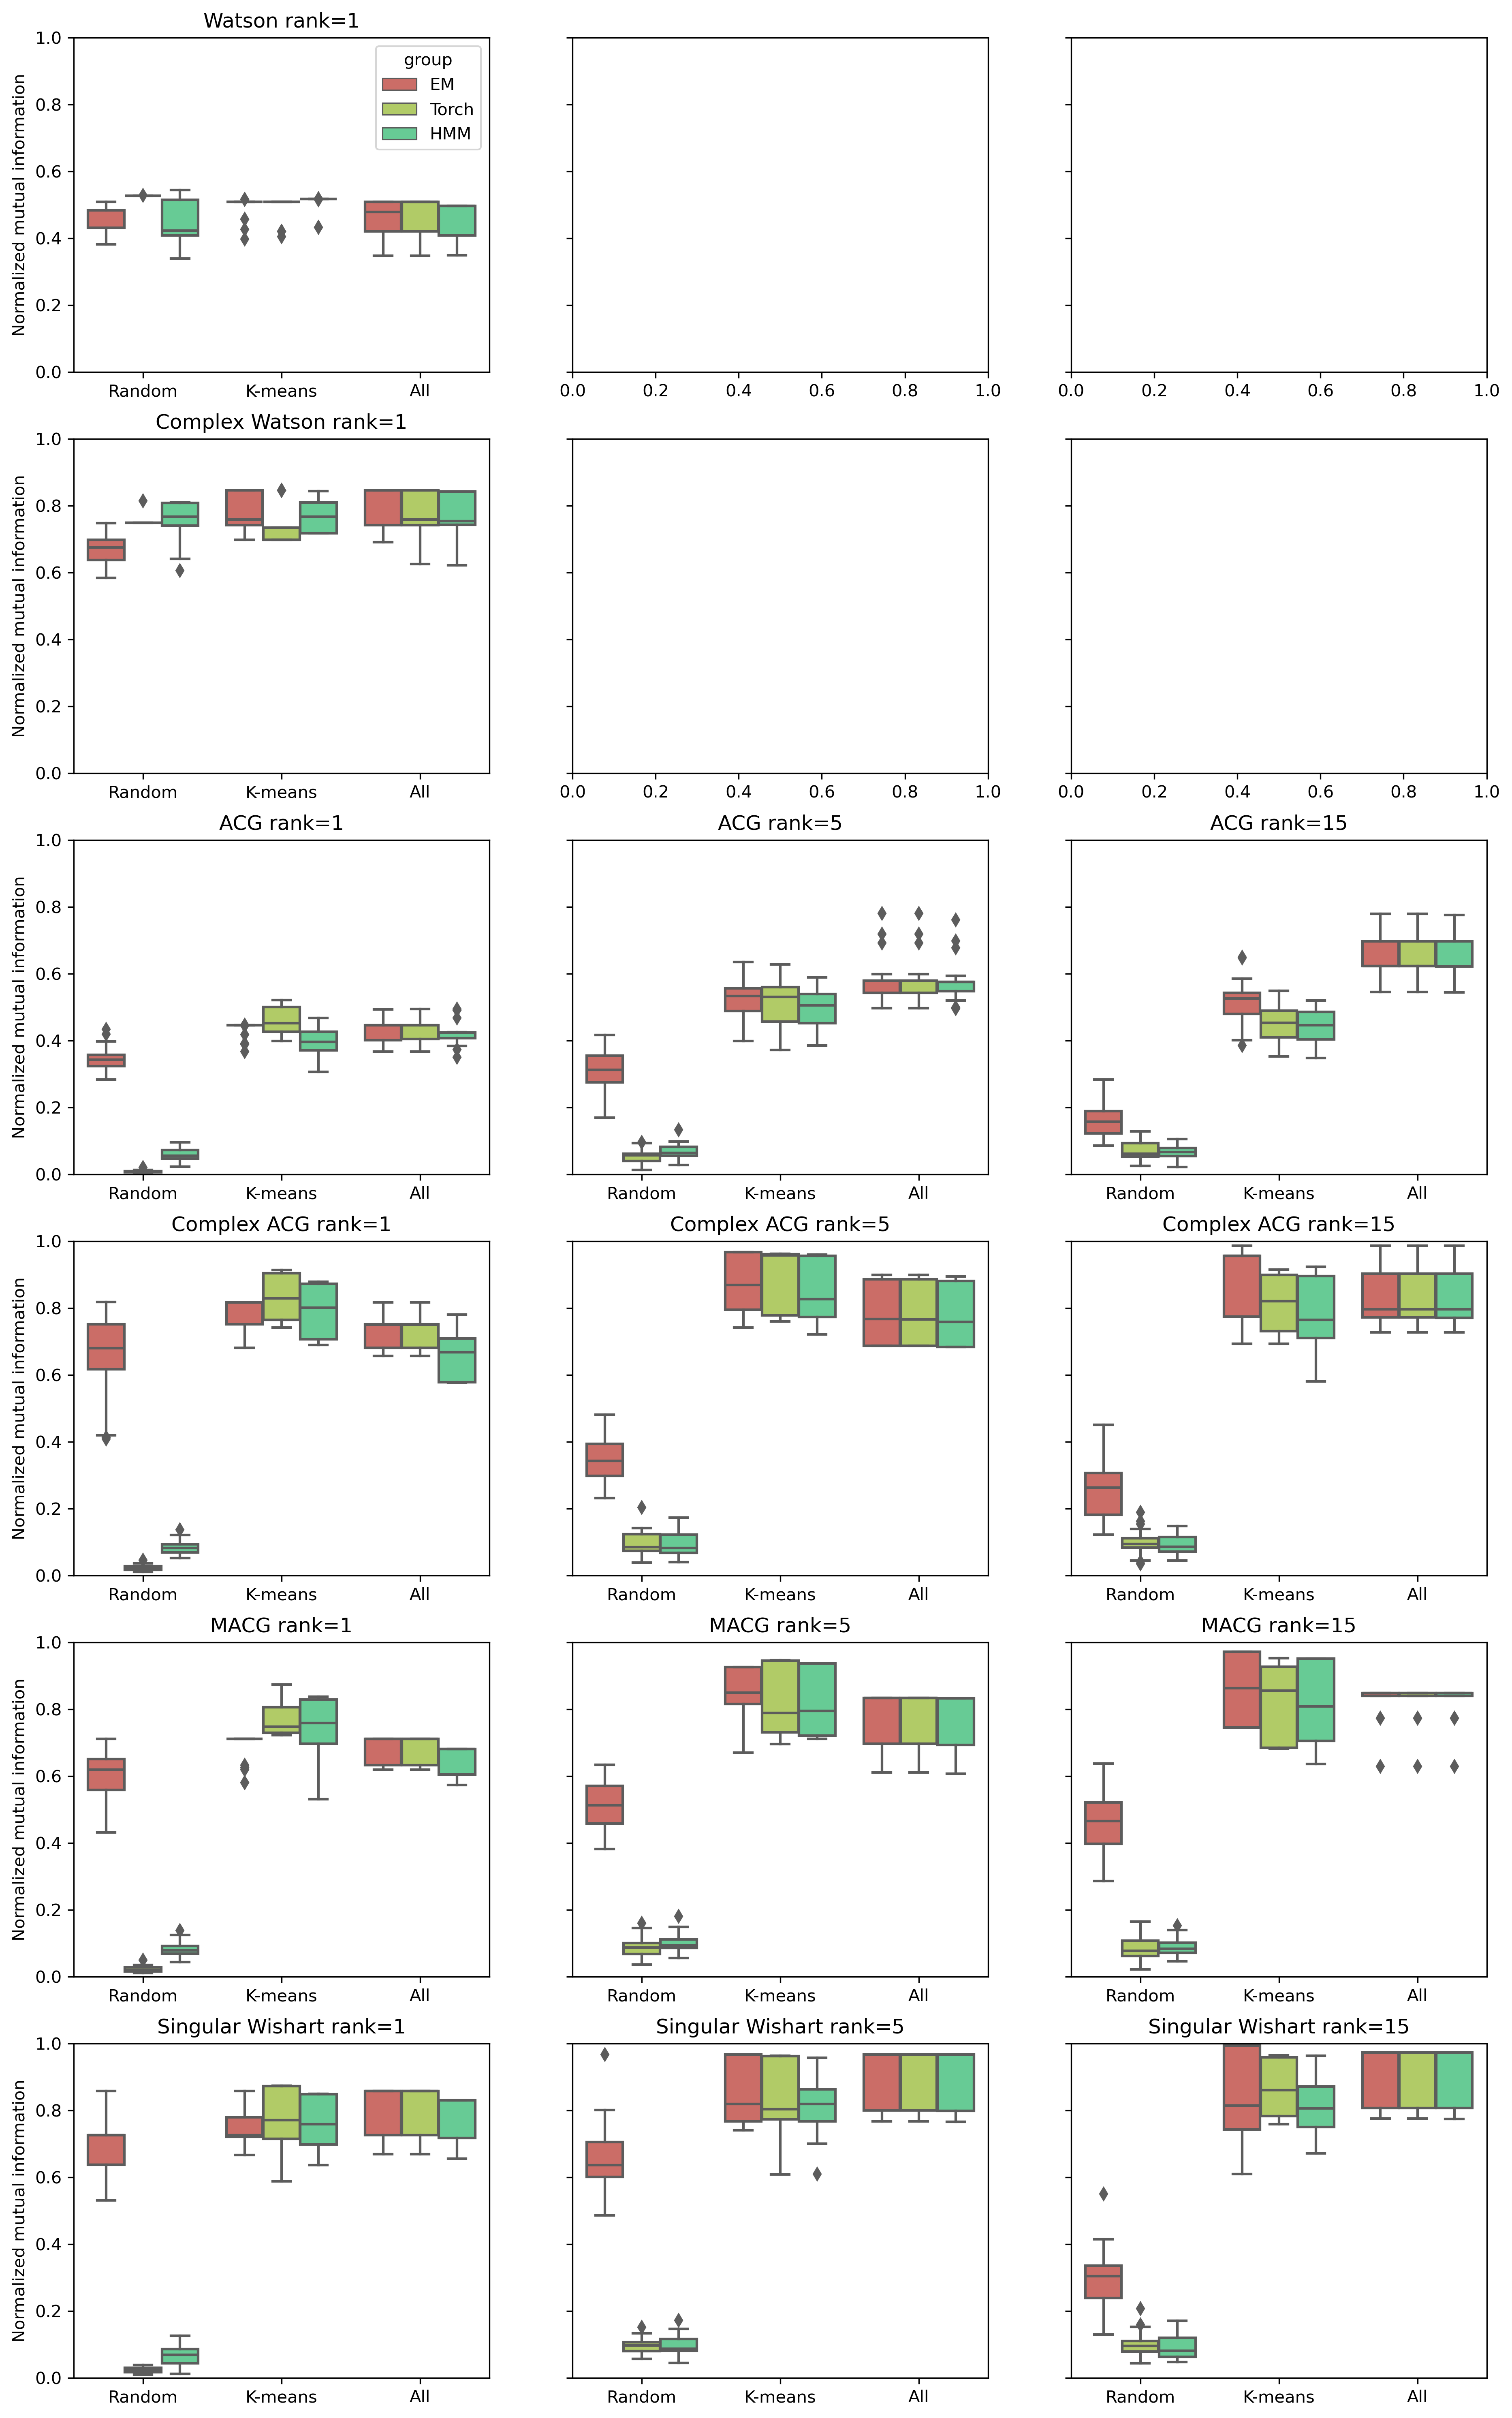 Watson rank=1
Normalized mutual information
1.0
0.8
0.6
0.4
0.2
0.0
group
EM
Torch
HMM
Random K-means All
0.0 0.2 0.4 0.6 0.8 1.0
0.0 0.2 0.4 0.6 0.8 1.0
Complex Watson rank=1
Normalized mutual information
1.0
0.8
0.6
0.4
0.2
0.0
Random K-means All
0.0 0.2 0.4 0.6 0.8 1.0
0.0 0.2 0.4 0.6 0.8 1.0
ACG rank=1
ACG rank=5
ACG rank=15
Normalized mutual information
1.0
0.8
0.6
0.4
0.2
0.0
Random K-means All
Random K-means All
Random K-means All
Complex ACG rank=1
Complex ACG rank=5
Complex ACG rank=15
Normalized mutual information
1.0
0.8
0.6
0.4
0.2
0.0
Random K-means All
Random K-means All
Random K-means All
MACG rank=1
MACG rank=5
MACG rank=15
Normalized mutual information
1.0
0.8
0.6
0.4
0.2
0.0
Random K-means All
Random K-means All
Random K-means All
Singular Wishart rank=1
Singular Wishart rank=5
Singular Wishart rank=15
Normalized mutual information
1.0
0.8
0.6
0.4
0.2
0.0
Random K-means All
Random K-means All
Random K-means All